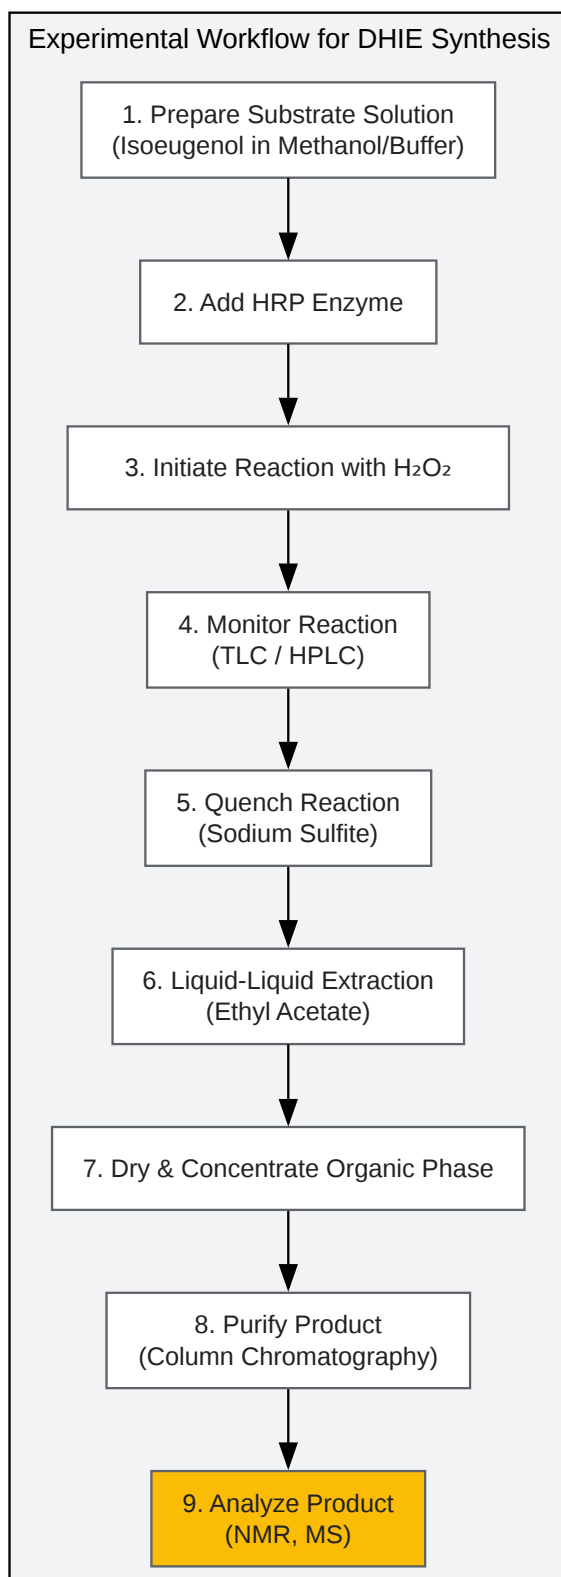 Experimental Workflow for DHIE Synthesis
1. Prepare Substrate Solution
(Isoeugenol in Methanol/Buffer)
2. Add HRP Enzyme
3. Initiate Reaction with H₂O₂
4. Monitor Reaction
(TLC / HPLC)
5. Quench Reaction
(Sodium Sulfite)
6. Liquid-Liquid Extraction
(Ethyl Acetate)
7. Dry & Concentrate Organic Phase
8. Purify Product
(Column Chromatography)
9. Analyze Product
(NMR, MS)